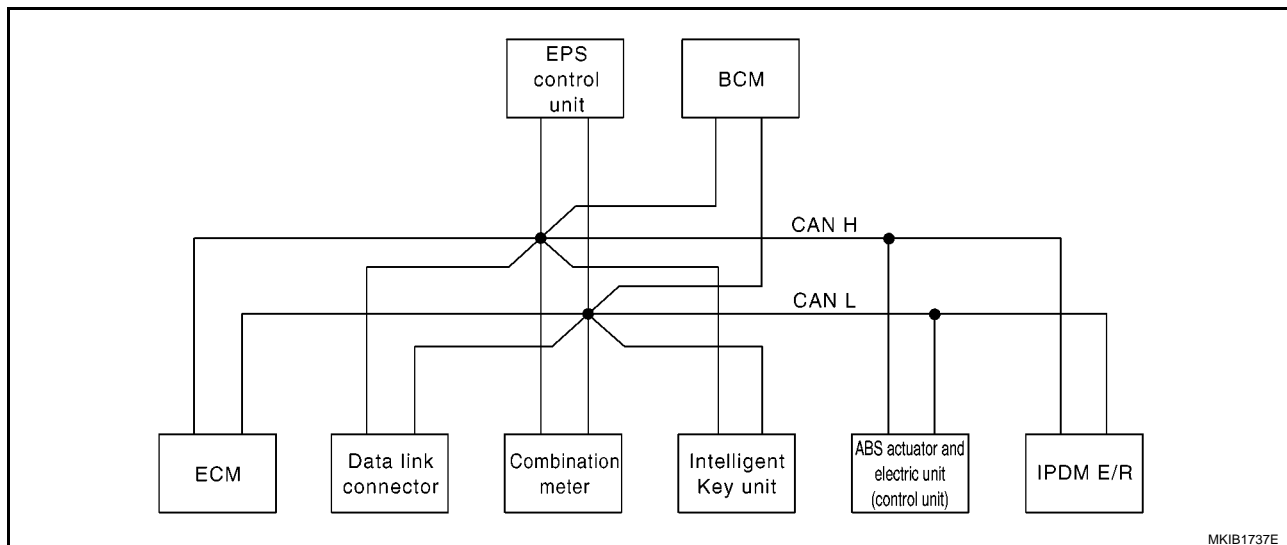 EPS
control
unit
BCM
CAN H
CAN L
ECM
Data link
connector
Combination
meter
Intelligent
Key unit
ABS actuator and
electric unit
(control unit)
IPDM E/R
MKIB1737E